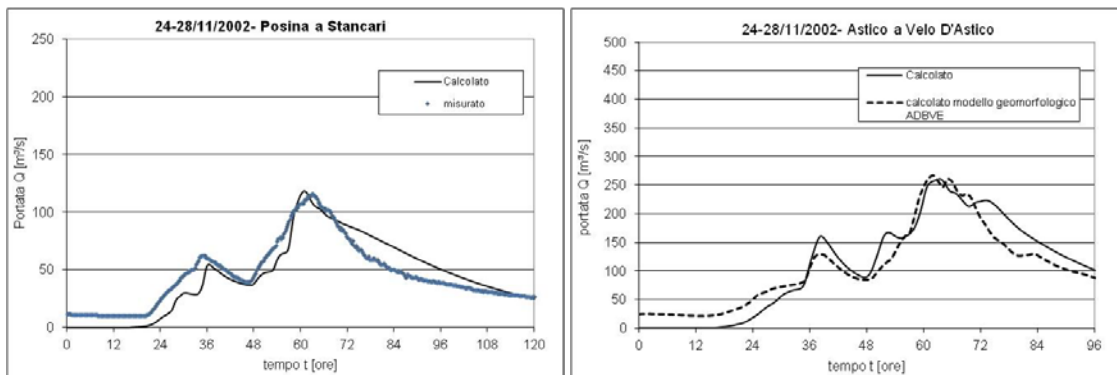 24-28/11/2002- Posina a Stancari
250
200
150
100
50
0
Portata Q [m³/s]
Calcolato
misurato
0 12 24 36 48 60 72 84 96 108 120
tempo t [ore]
24-28/11/2002- Astico a Velo D'Astico
500
450
400
350
300
250
200
150
100
50
0
portata Q [m³/s]
Calcolato
calcolato modello geomorfologico
ADBVE
0 12 24 36 48 60 72 84 96
tempo t [ore]